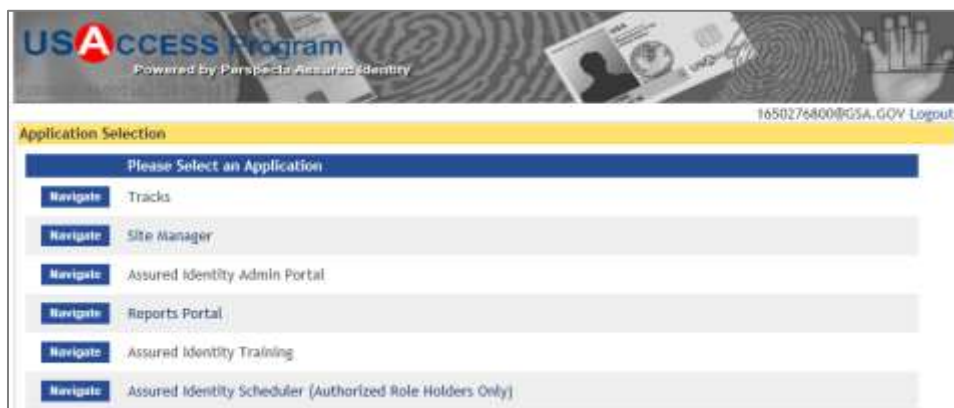 USACCESS Program
Powered by Perspecta Assured Identity
1650276800@GSA.GOV Logout
Application Selection
Please Select an Application
Navigate Tracks
Navigate Site Manager
Navigate Assured Identity Admin Portal
Navigate Reports Portal
Navigate Assured Identity Training
Navigate Assured Identity Scheduler (Authorized Role Holders Only)